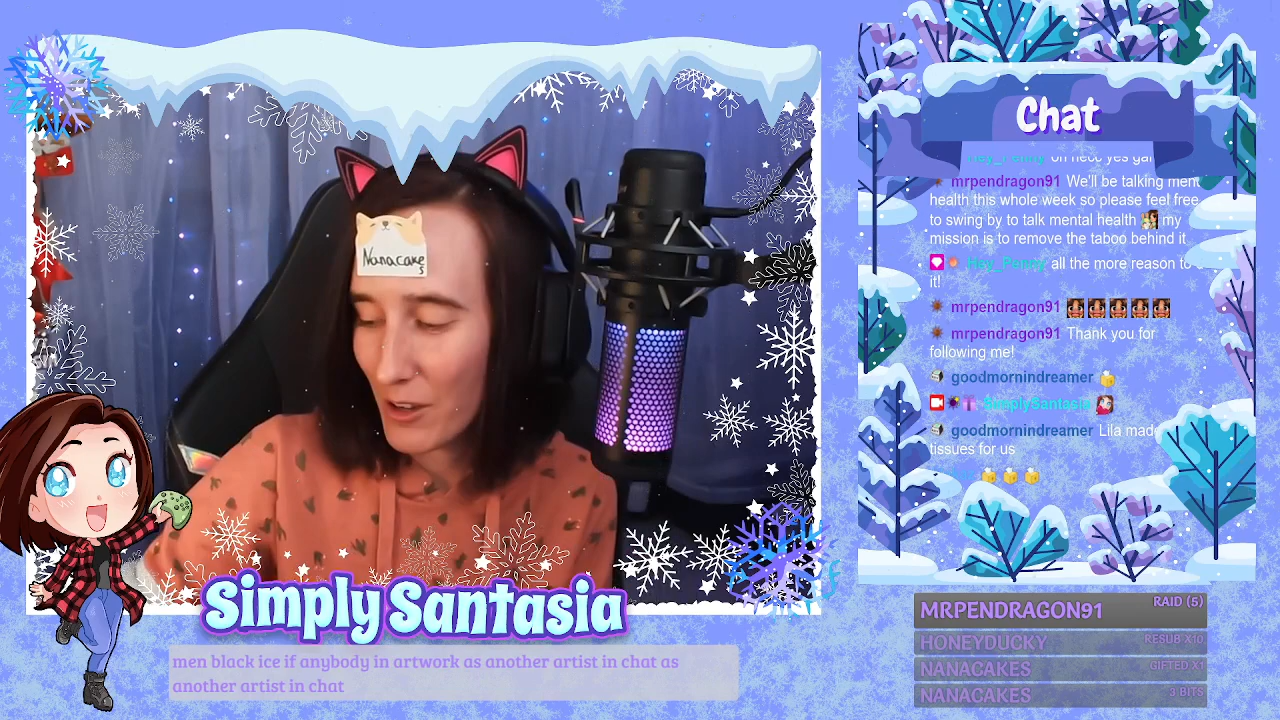 Chat
mrpendragon91 We'll be talking ment
health this whole week so please feel free
to swing by to talk mental health my
mission is to remove the taboo behind it
Hey_Penny all the more reason to
it!
mrpendragon91
mrpendragon91 Thank you for
following me!
goodmornindreamer
SimplySantasia
goodmornindreamer Lila made
tissues for us
Nanacakes
Simply Santasia
men black ice if anybody in artwork as another artist in chat as
another artist in chat
MRPENDRAGON91 RAID (5)
HONEYDUCKY RESUB X10
NANACAKES GIFTED X1
NANACAKES 3 BITS